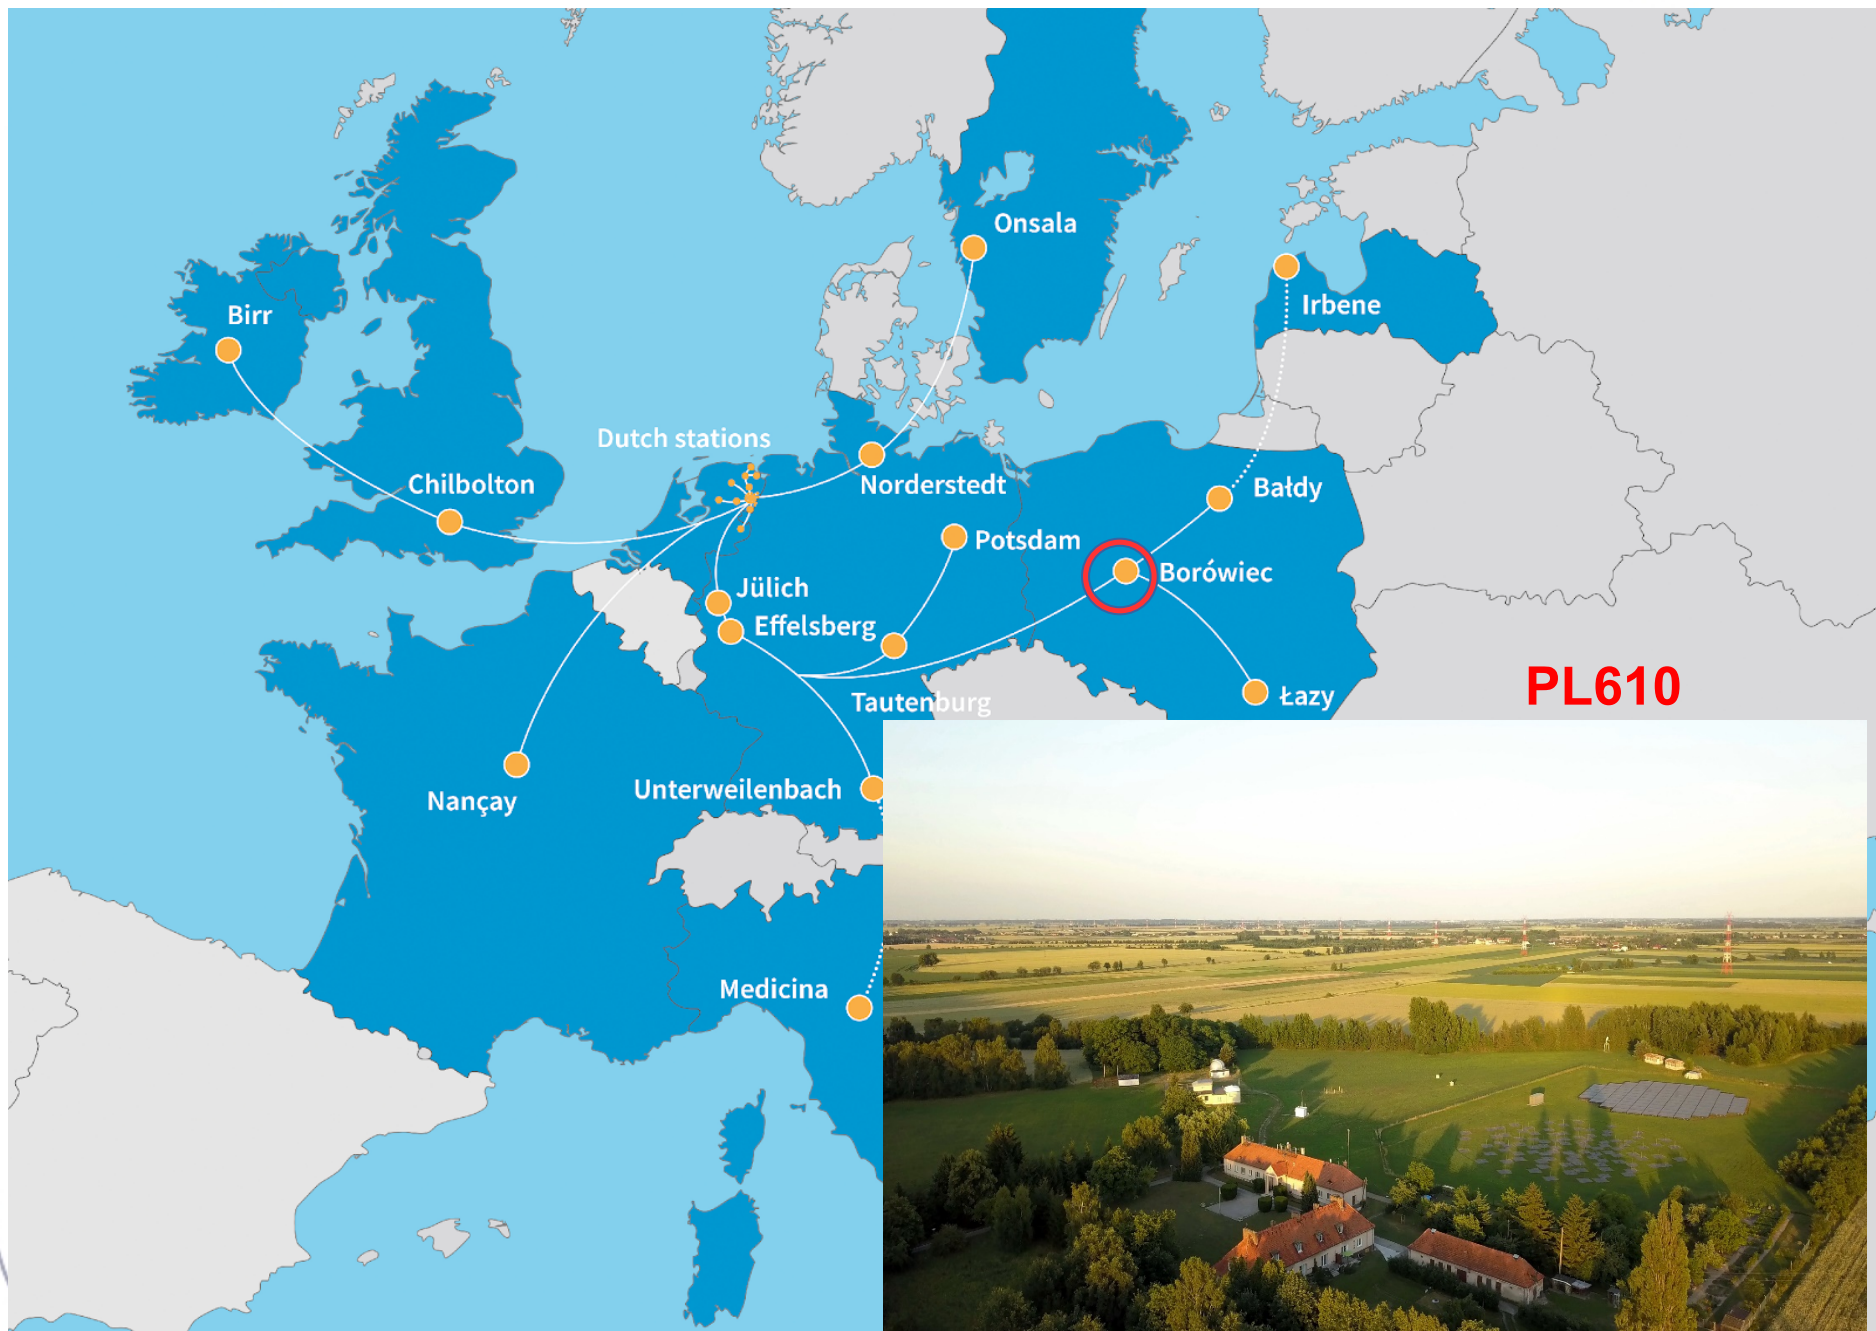 Onsala
Irbene
Birr
Dutch stations
Chilbolton
Norderstedt
Bałdy
Potsdam
Borówiec
Jülich
Effelsberg
PL610
Łazy
Tautenburg
Unterweilenbach
Nançay
Medicina